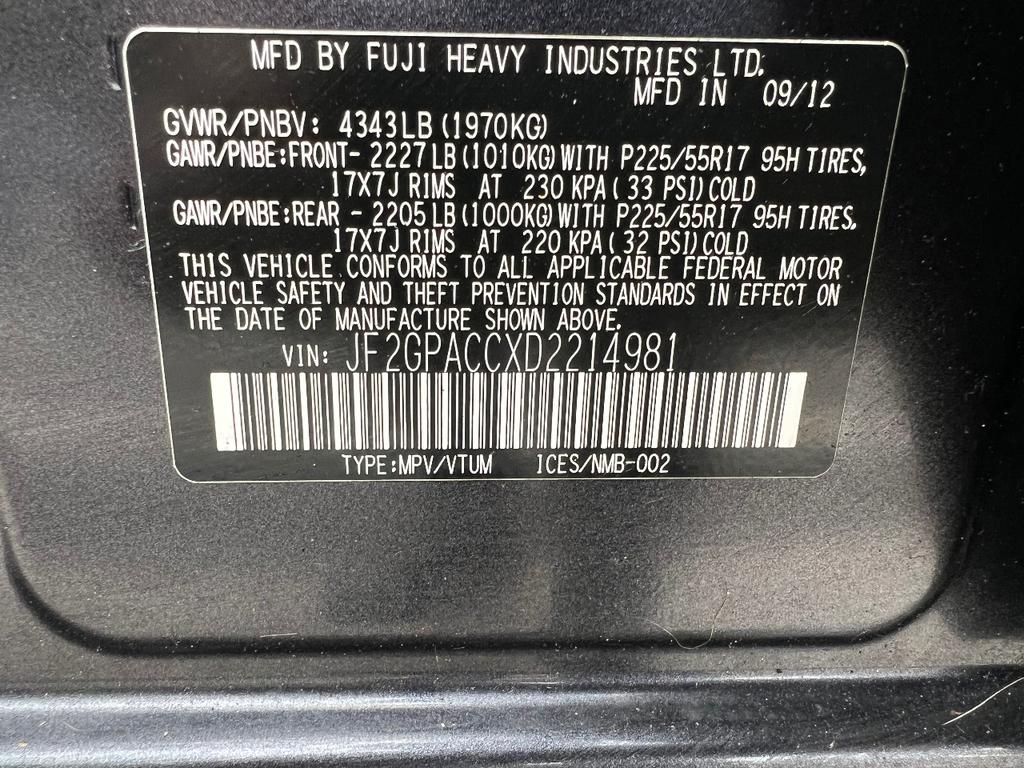 MFD BY FUJI HEAVY INDUSTRIES LTD.
MFD IN 09/12
GVWR/PNBV: 4343LB (1970KG)
GAWR/PNBE:FRONT- 2227LB(1010KG)WITH P225/55R17 95H TIRES,
17X7J RIMS AT 230 KPA( 33 PSI)COLD
GAWR/PNBE:REAR - 2205LB(1000KG)WITH P225/55R17 95H TIRES.
17X7J RIMS AT 220 KPA( 32 PSI)COLD
THIS VEHICLE CONFORMS TO ALL APPLICABLE FEDERAL MOTOR
VEHICLE SAFETY AND THEFT PREVENTION STANDARDS IN EFFECT ON
THE DATE OF MANUFACTURE SHOWN ABOVE.
VIN: JF2GPACCXD2214981
TYPE:MPV/VTUM ICES/NMB-002